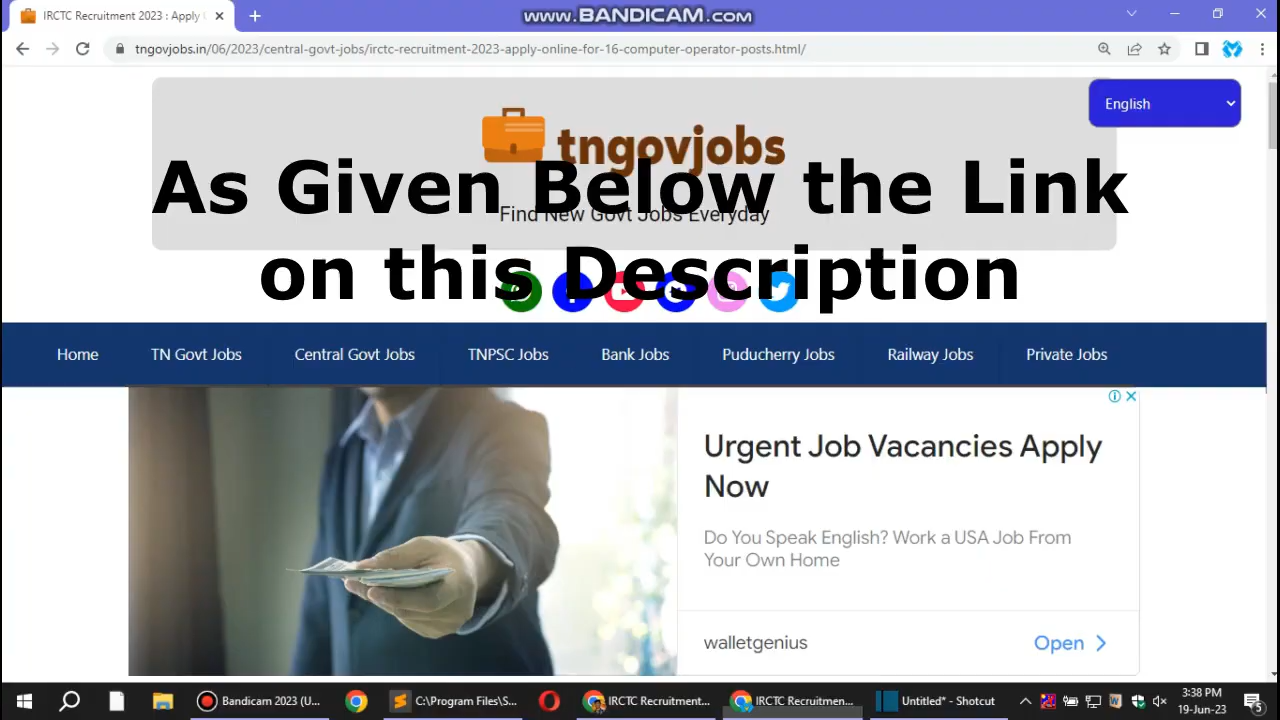 IRCTC Recruitment 2023 : Apply
www.BANDICAM.com
tngovjobs.in/06/2023/central-govt-jobs/irctc-recruitment-2023-apply-online-for-16-computer-operator-posts.html/
English
tngovjobs
As Given Below the Link
Find New Govt Jobs Everyday
on this Description
Home
TN Govt Jobs
Central Govt Jobs
TNPSC Jobs
Bank Jobs
Puducherry Jobs
Railway Jobs
Private Jobs
Urgent Job Vacancies Apply
Now
Do You Speak English? Work a USA Job From
Your Own Home
walletgenius
Open
Bandicam 2023 (U...
C:\Program Files\S...
IRCTC Recruitment...
IRCTC Recruitmen...
Untitled* - Shotcut
3:38 PM
19-Jun-23
5